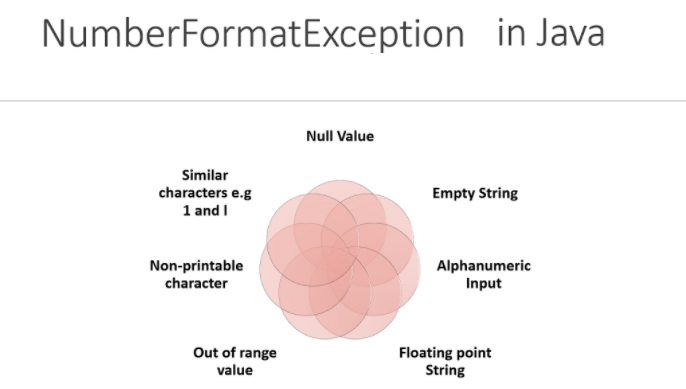 NumberFormatException in Java
Null Value
Similar
characters e.g
1 and l
Empty String
Non-printable
character
Alphanumeric
Input
Out of range
value
Floating point
String